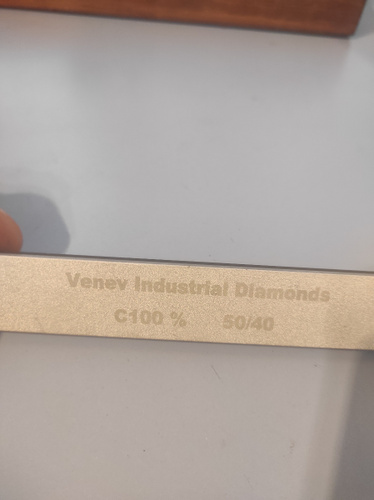 Venev Industrial Diamonds
C100 % 50/40